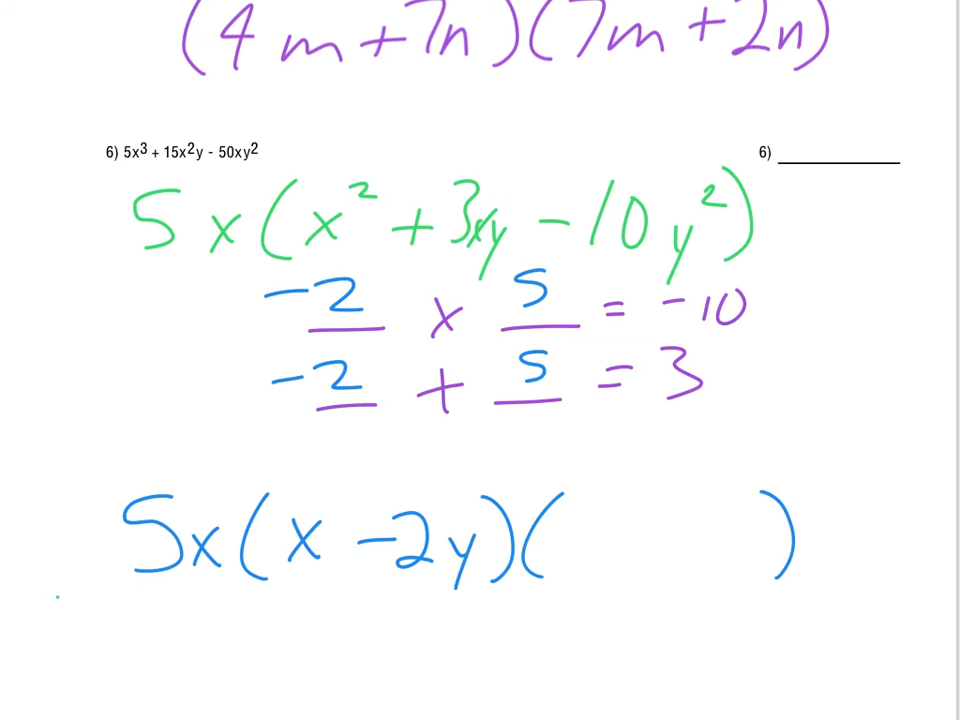 (4m+7n)(7m+2n)
6) 5x³ + 15x²y - 50xy² 6) ___________
5x(x² + 3xy - 10y²)
-2 x 5 = -10
-2 + 5 = 3
5x(x - 2y)( )